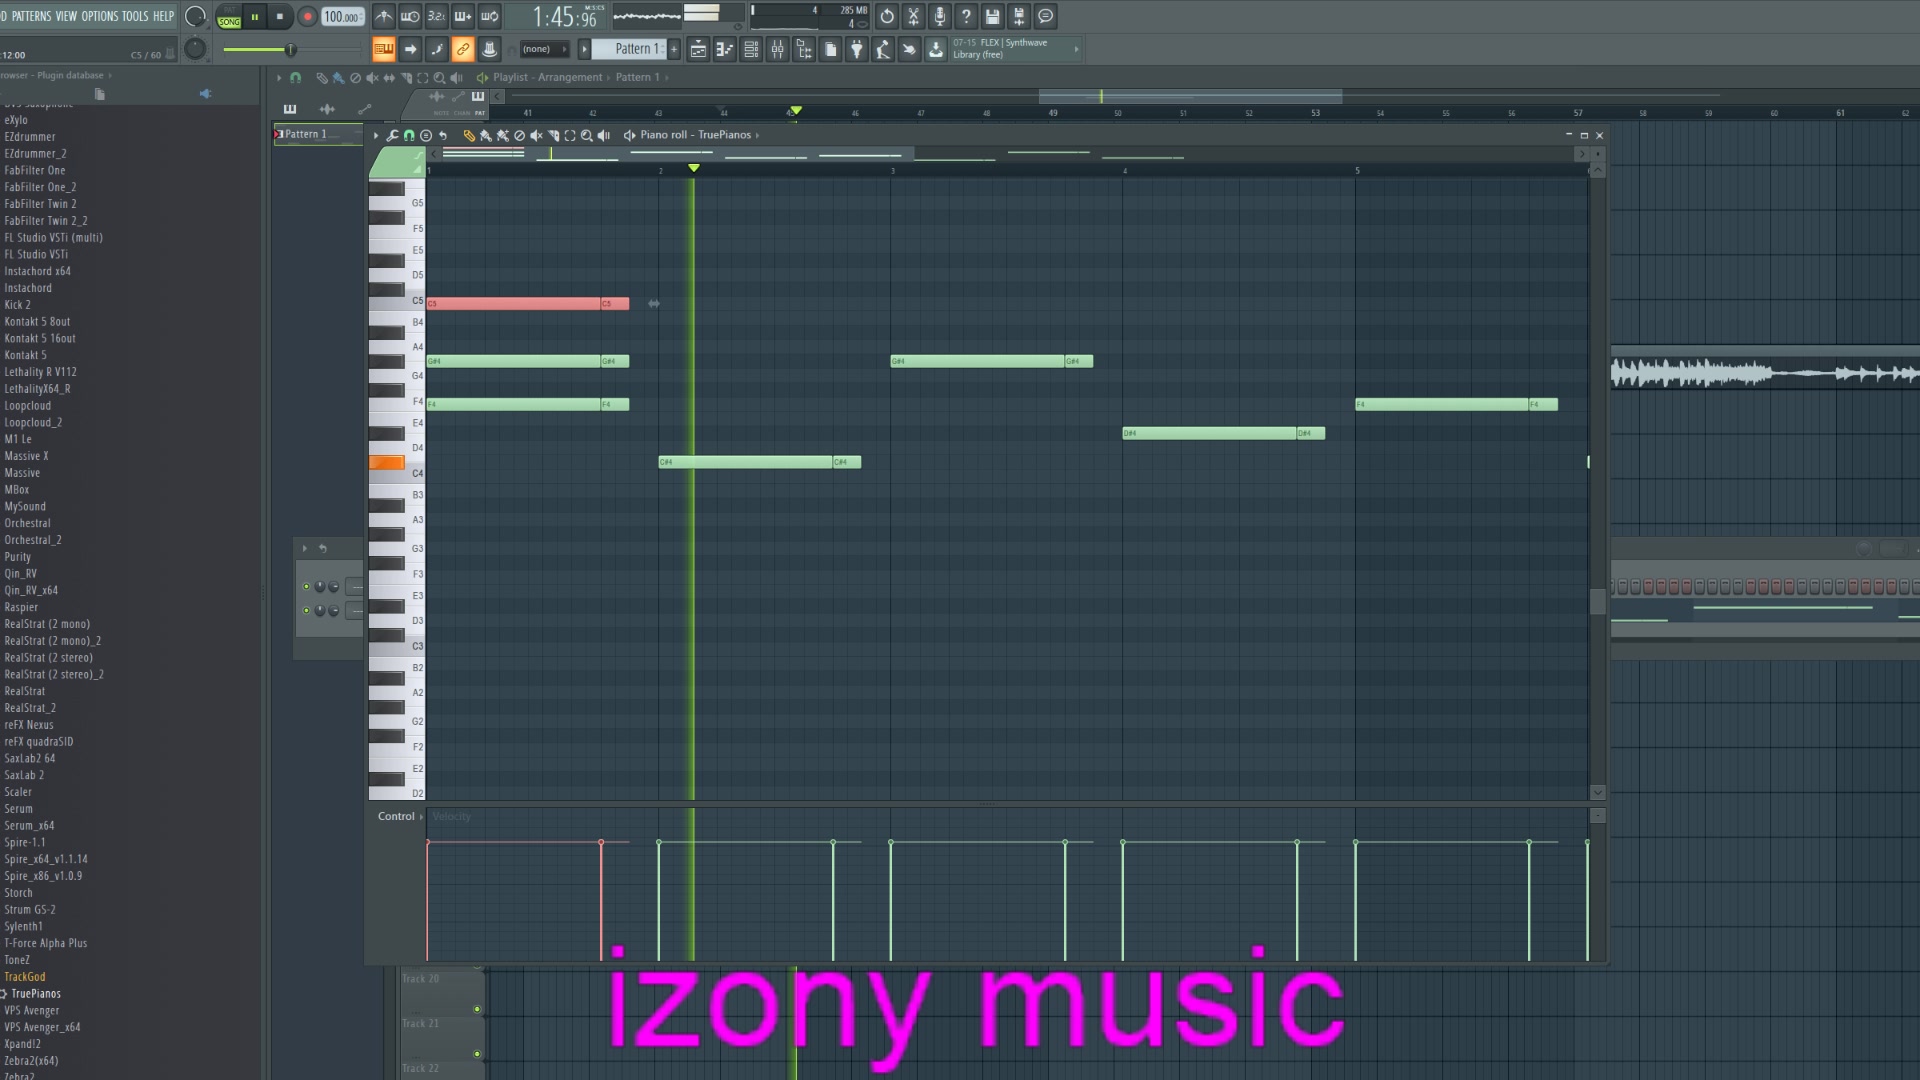 D PATTERNS VIEW OPTIONS TOOLS HELP
PAT
SONG
100.000
3.2.
1:45:96
M:S:CS
4
285 MB
4
:12:00
C5 / 60
(none)
Pattern 1
+
07-15 FLEX | Synthwave
Library (free)
rowser - Plugin database
Playlist - Arrangement › Pattern 1 ›
NOTE CHAN PAT
41 42 43 44 45 46 47 48 49 50 51 52 53 54 55 56 57 58 59 60 61 62
Pattern 1
Piano roll - TruePianos
1 2 3 4 5
DVS Saxophone
eXylo
EZdrummer
EZdrummer_2
FabFilter One
FabFilter One_2
FabFilter Twin 2
FabFilter Twin 2_2
FL Studio VSTi (multi)
FL Studio VSTi
Instachord x64
Instachord
Kick 2
Kontakt 5 8out
Kontakt 5 16out
Kontakt 5
Lethality R V112
LethalityX64_R
Loopcloud
Loopcloud_2
M1 Le
Massive X
Massive
MBox
MySound
Orchestral
Orchestral_2
Purity
Qin_RV
Qin_RV_x64
Raspier
RealStrat (2 mono)
RealStrat (2 mono)_2
RealStrat (2 stereo)
RealStrat (2 stereo)_2
RealStrat
RealStrat_2
reFX Nexus
reFX quadraSID
SaxLab2 64
SaxLab 2
Scaler
Serum
Serum_x64
Spire-1.1
Spire_x64_v1.1.14
Spire_x86_v1.0.9
Storch
Strum GS-2
Sylenth1
T-Force Alpha Plus
ToneZ
TrackGod
TruePianos
VPS Avenger
VPS Avenger_x64
Xpand!2
Zebra2(x64)
Zebra2
G5
F5
E5
D5
C5
B4
A4
G4
F4
E4
D4
C4
B3
A3
G3
F3
E3
D3
C3
B2
A2
G2
F2
E2
D2
C5 C5
G#4 G#4 G#4 G#4
F4 F4 F4 F4
D#4 D#4
C#4 C#4
Control Velocity
Track 20
Track 21
Track 22
izony music